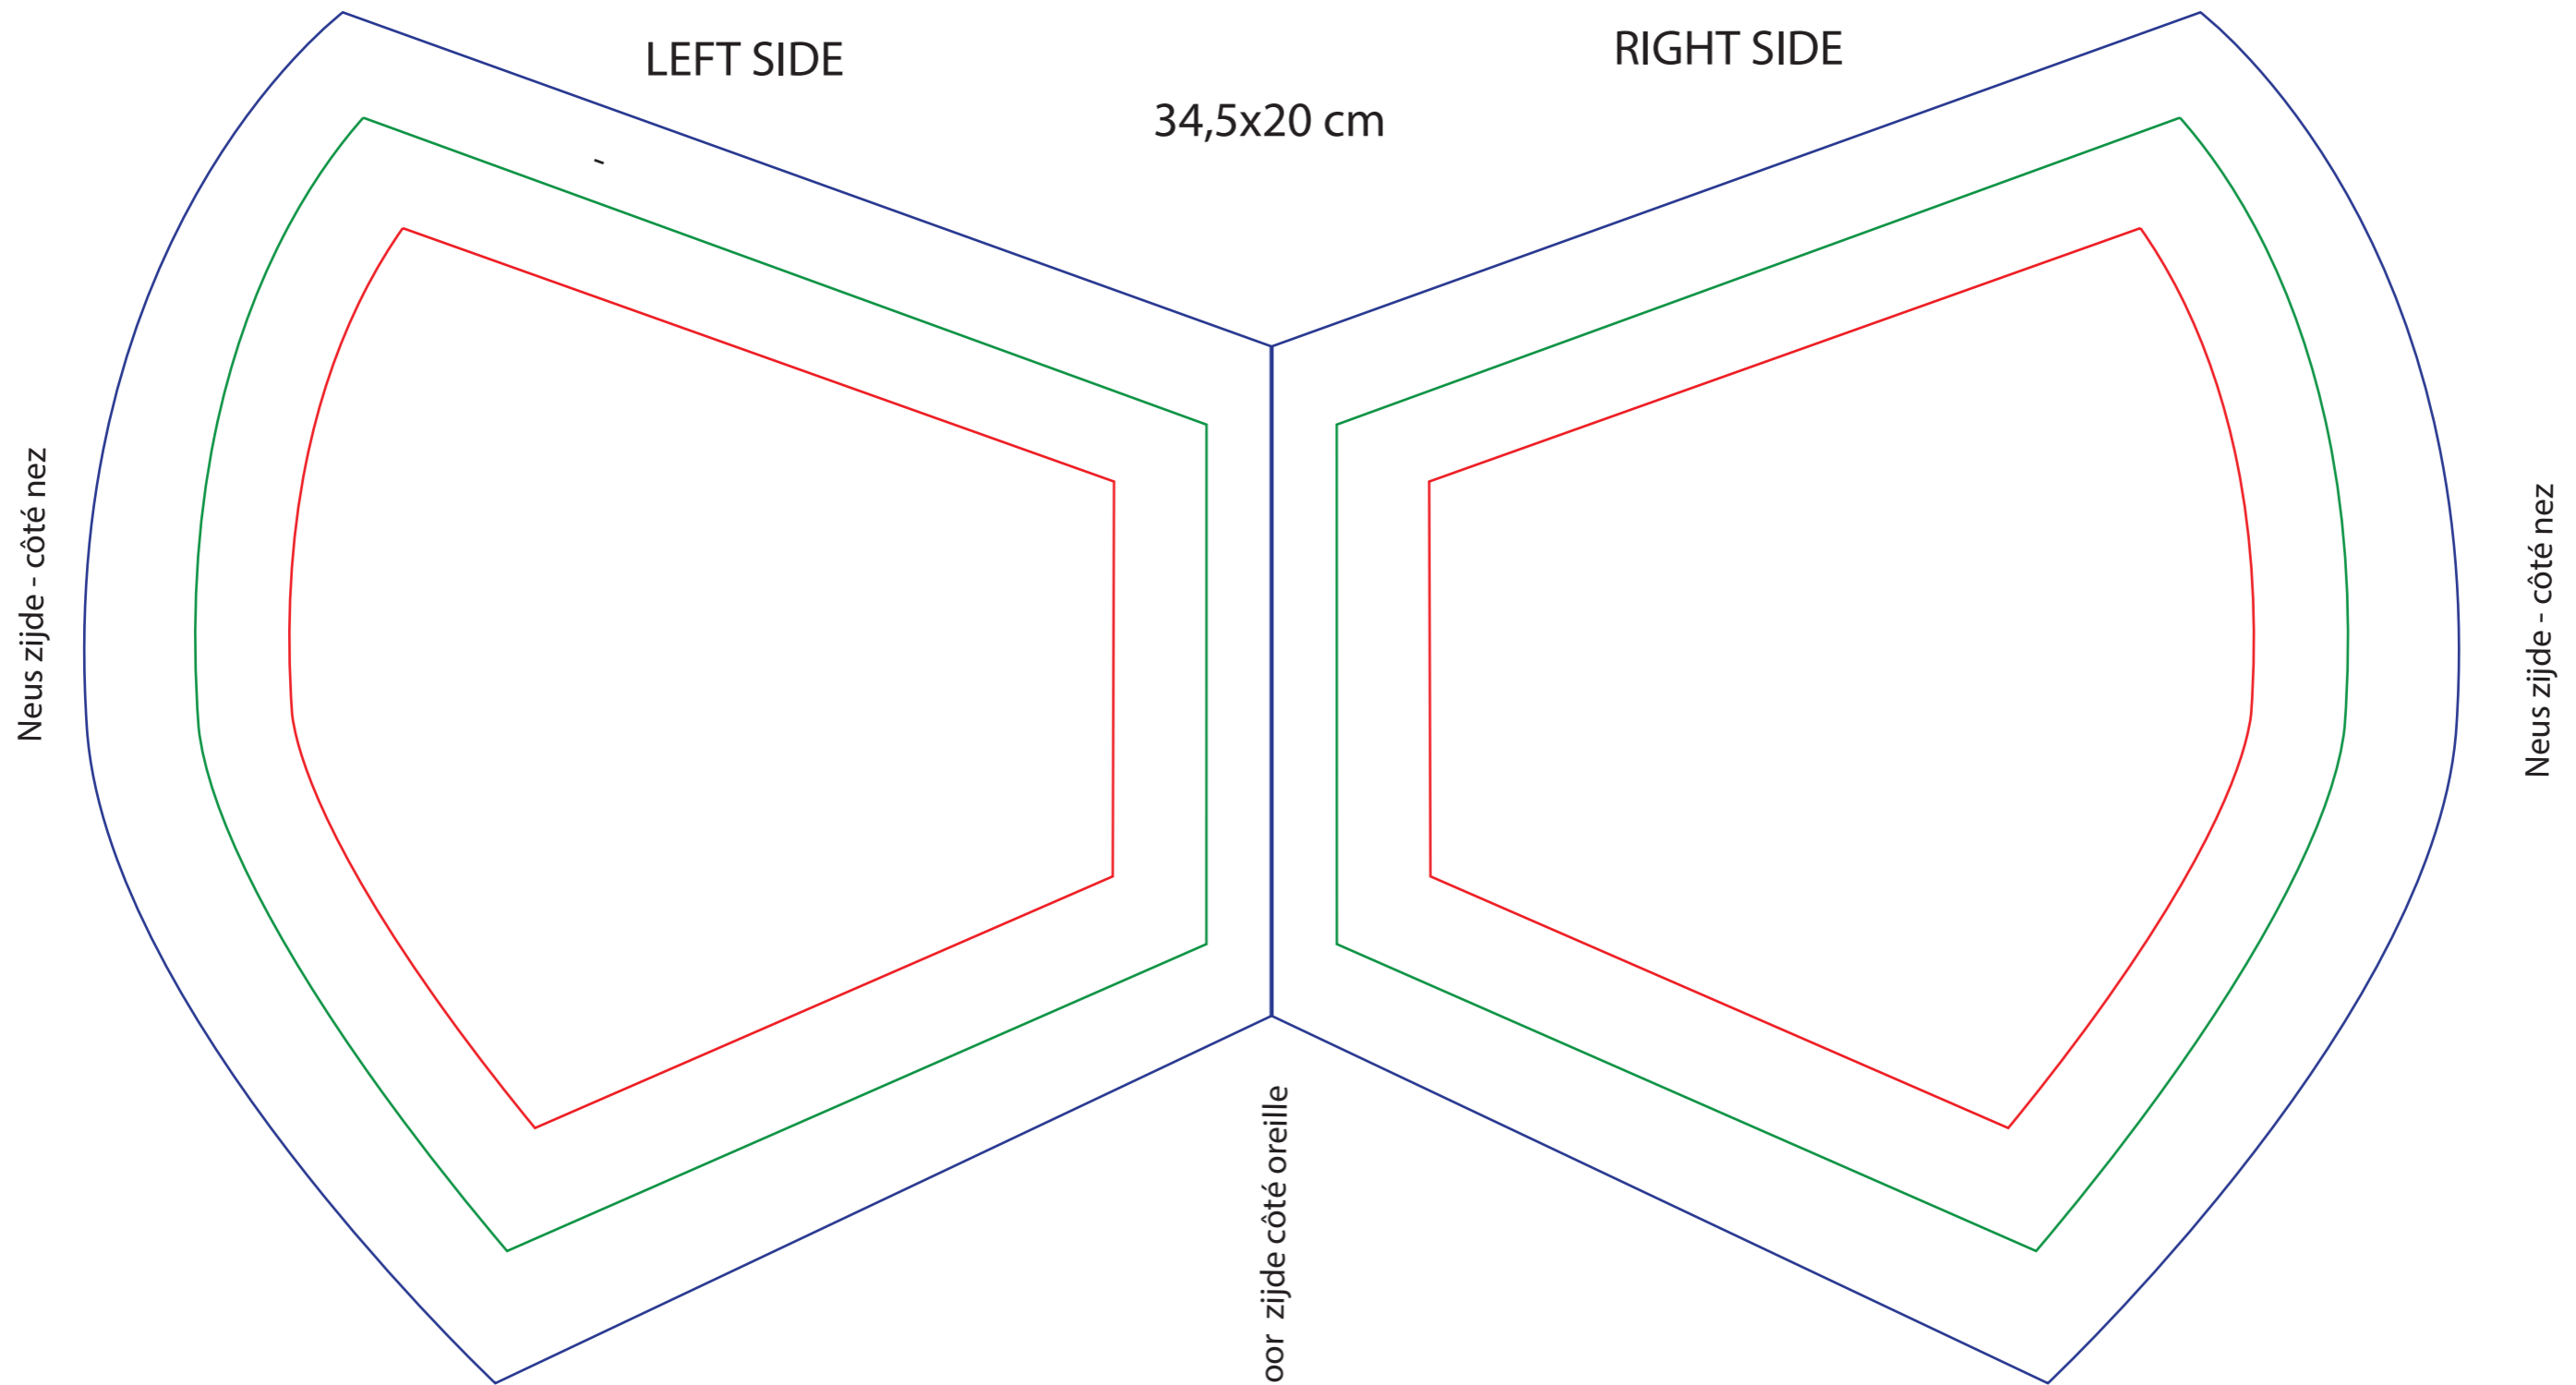 LEFT SIDE
RIGHT SIDE
34,5x20 cm
-
Neus zijde - côté nez
Neus zijde - côté nez
oor zijde côté oreille